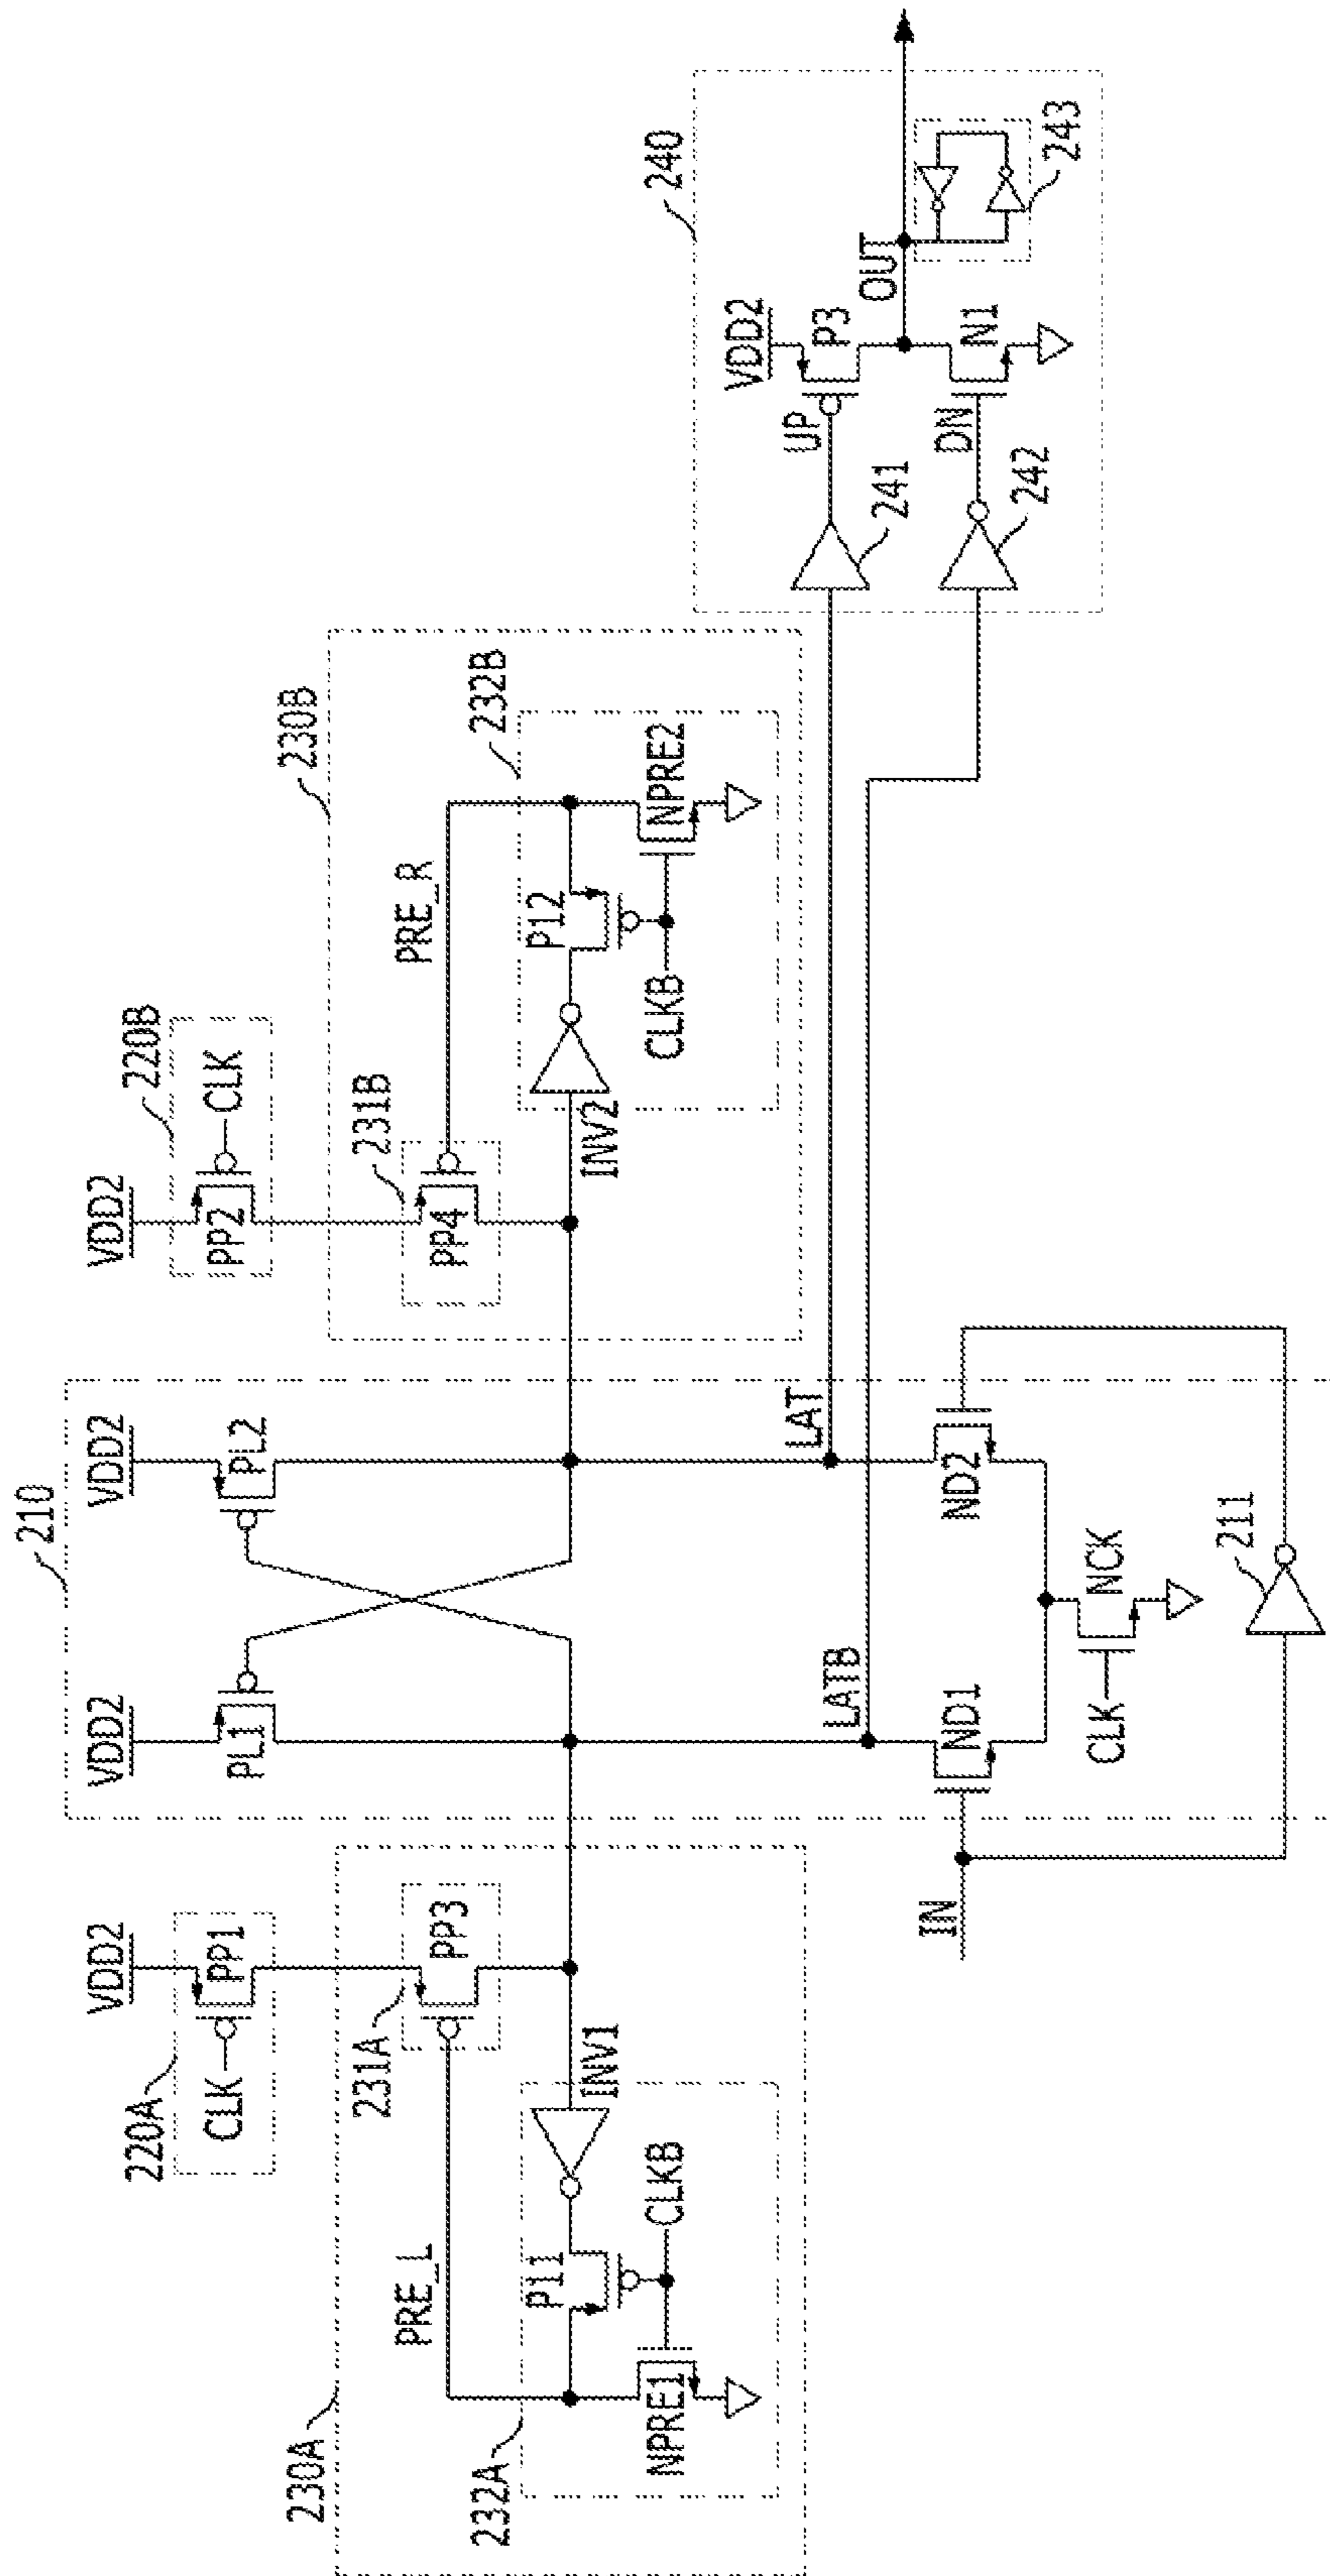 210
220A
VDD2
CLK
PP1
VDD2
PL1
VDD2
PL2
220B
VDD2
PP2
CLK
230A
231A
PP3
PRE_L
232A
P11
INV1
CLKB
NPRE1
230B
231B
PP4
PRE_R
232B
INV2
P12
CLKB
NPRE2
LATB
LAT
IN
ND1
ND2
CLK
NCK
211
240
241
UP
VDD2
P3
OUT
242
DN
N1
243